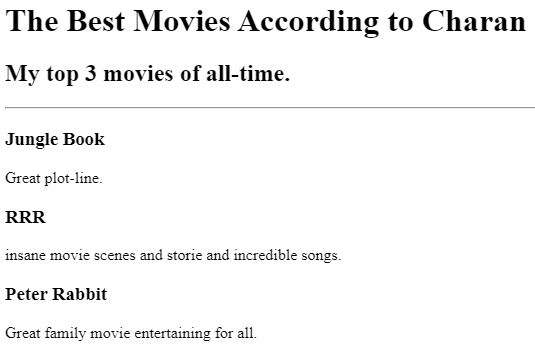 The Best Movies According to Charan
My top 3 movies of all-time.
Jungle Book
Great plot-line.
RRR
insane movie scenes and storie and incredible songs.
Peter Rabbit
Great family movie entertaining for all.